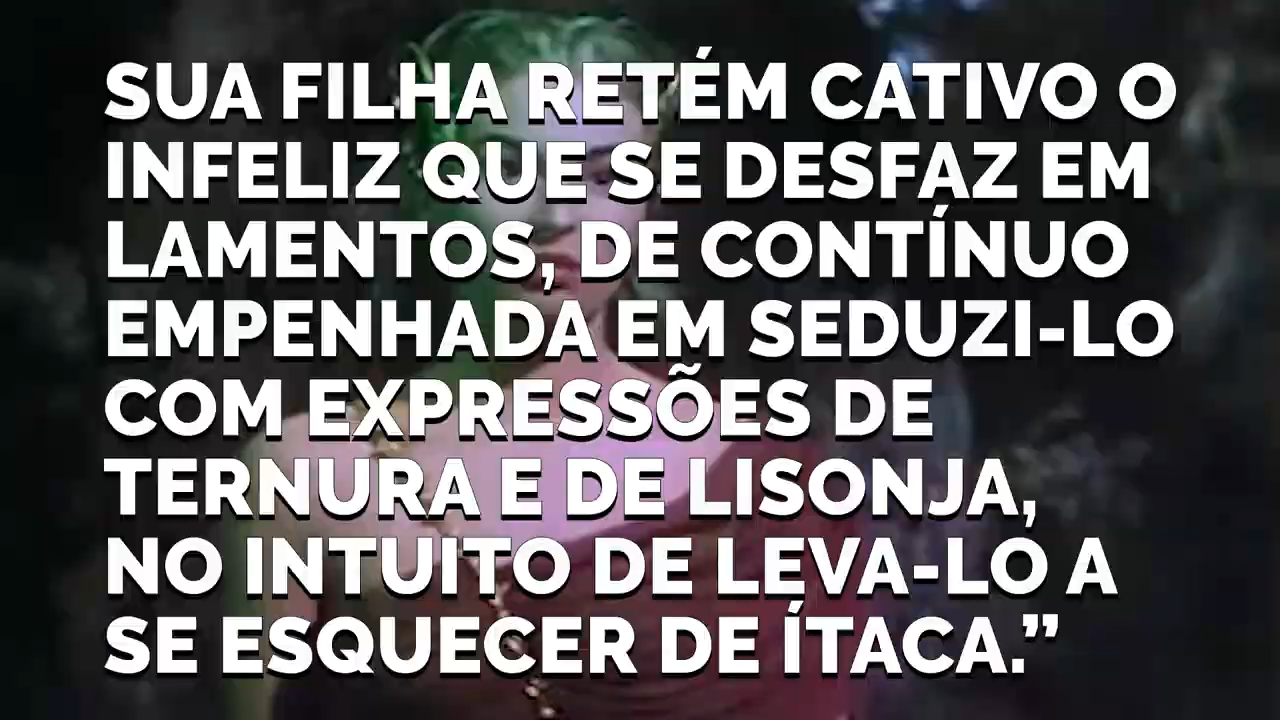 SUA FILHA RETÉM CATIVO O
INFELIZ QUE SE DESFAZ EM
LAMENTOS, DE CONTÍNUO
EMPENHADA EM SEDUZI-LO
COM EXPRESSÕES DE
TERNURA E DE LISONJA,
NO INTUITO DE LEVA-LO A
SE ESQUECER DE ÍTACA.”